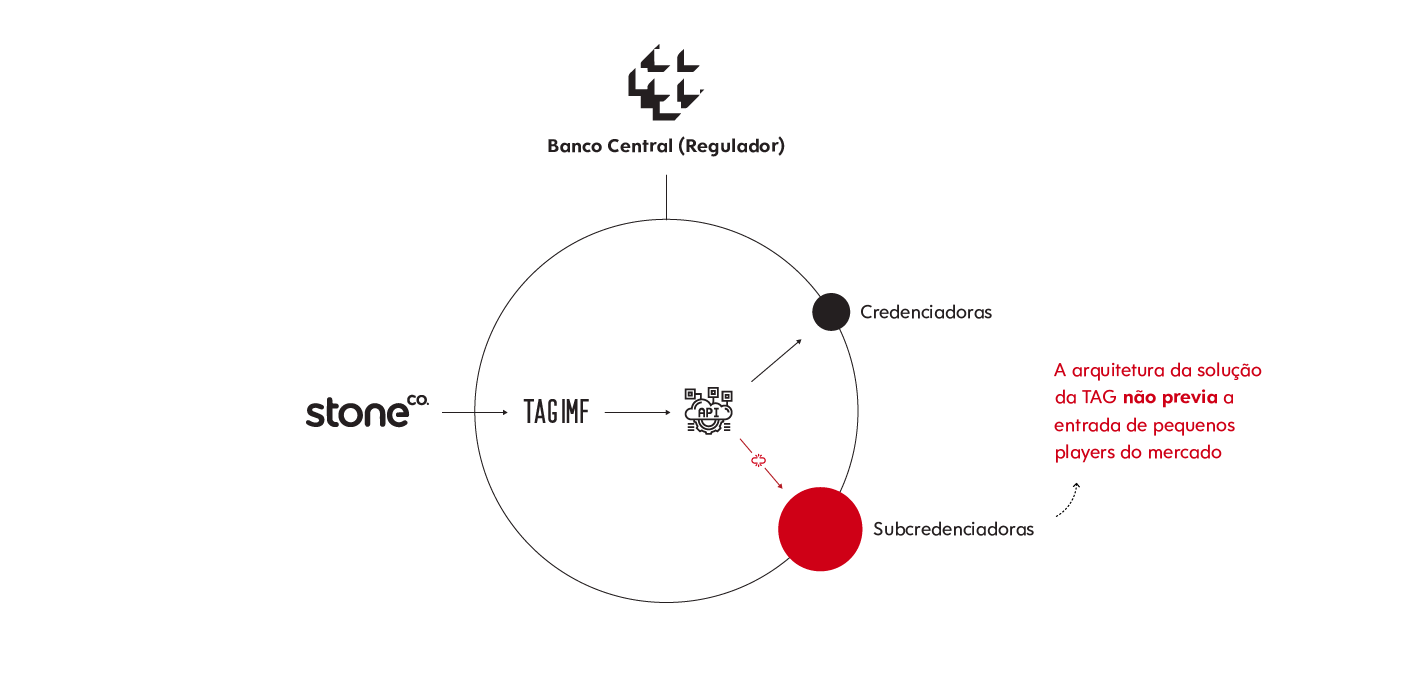 Banco Central (Regulador)
Credenciadoras
stone co.
TAG IMF
API
A arquitetura da solução
da TAG não previa a
entrada de pequenos
players do mercado
Subcredenciadoras